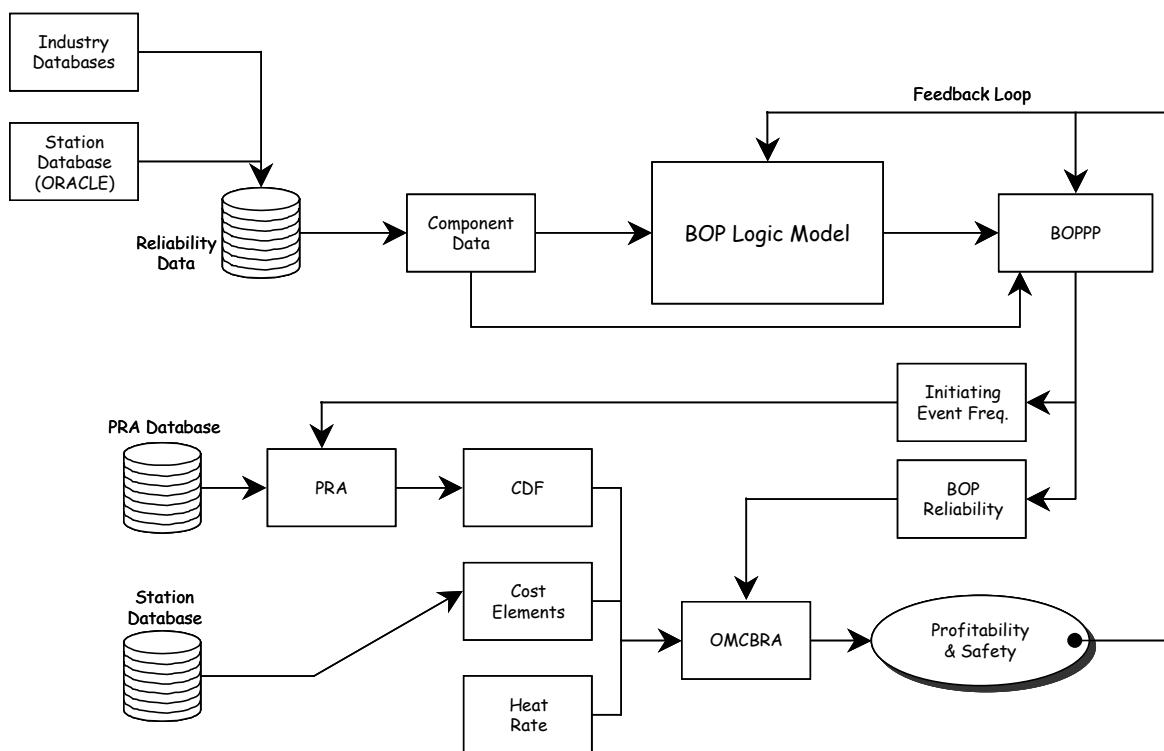 Industry
Databases
Feedback Loop
Station
Database
(ORACLE)
Reliability
Data
Component
Data
BOP Logic Model
BOPPP
Initiating
Event Freq.
PRA Database
PRA
CDF
BOP
Reliability
Station
Database
Cost
Elements
OMCBRA
Profitability
& Safety
Heat
Rate